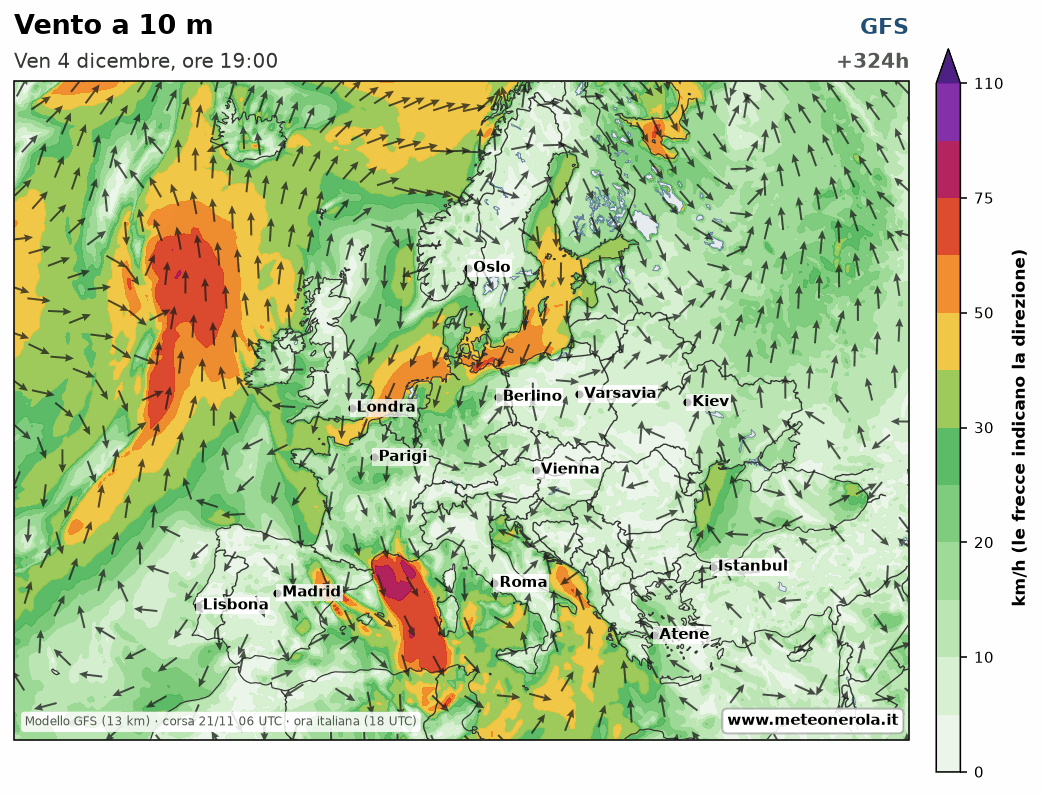 Vento a 10 m
GFS
Ven 4 dicembre, ore 19:00
+324h
110
75
50
30
20
10
0
km/h (le frecce indicano la direzione)
Oslo
Londra
Berlino
Varsavia
Kiev
Parigi
Vienna
Istanbul
Roma
Madrid
Lisbona
Atene
Modello GFS (13 km) · corsa 21/11 06 UTC · ora italiana (18 UTC)
www.meteonerola.it